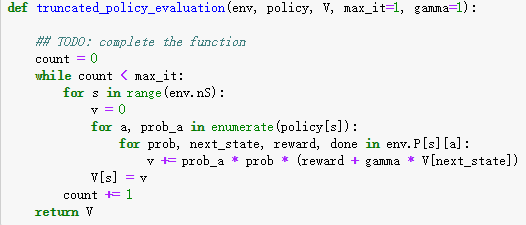 def truncated_policy_evaluation(env, policy, V, max_it=1, gamma=1):
    ## TODO: complete the function
    count = 0
    while count < max_it:
        for s in range(env.nS):
            v = 0
            for a, prob_a in enumerate(policy[s]):
                for prob, next_state, reward, done in env.P[s][a]:
                    v += prob_a * prob * (reward + gamma * V[next_state])
            V[s] = v
        count += 1
    return V